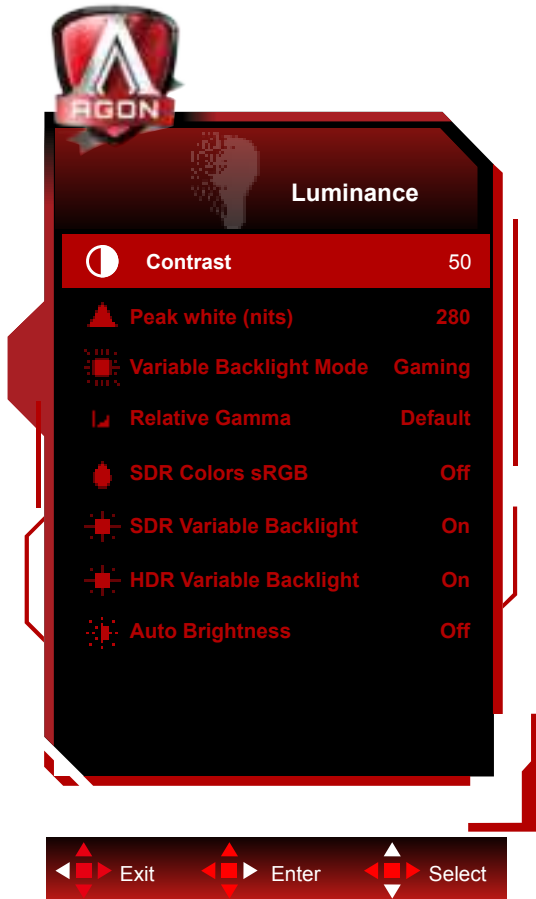 AGON
Luminance
Contrast 50
Peak white (nits) 280
Variable Backlight Mode Gaming
Relative Gamma Default
SDR Colors sRGB Off
SDR Variable Backlight On
HDR Variable Backlight On
Auto Brightness Off
Exit Enter Select